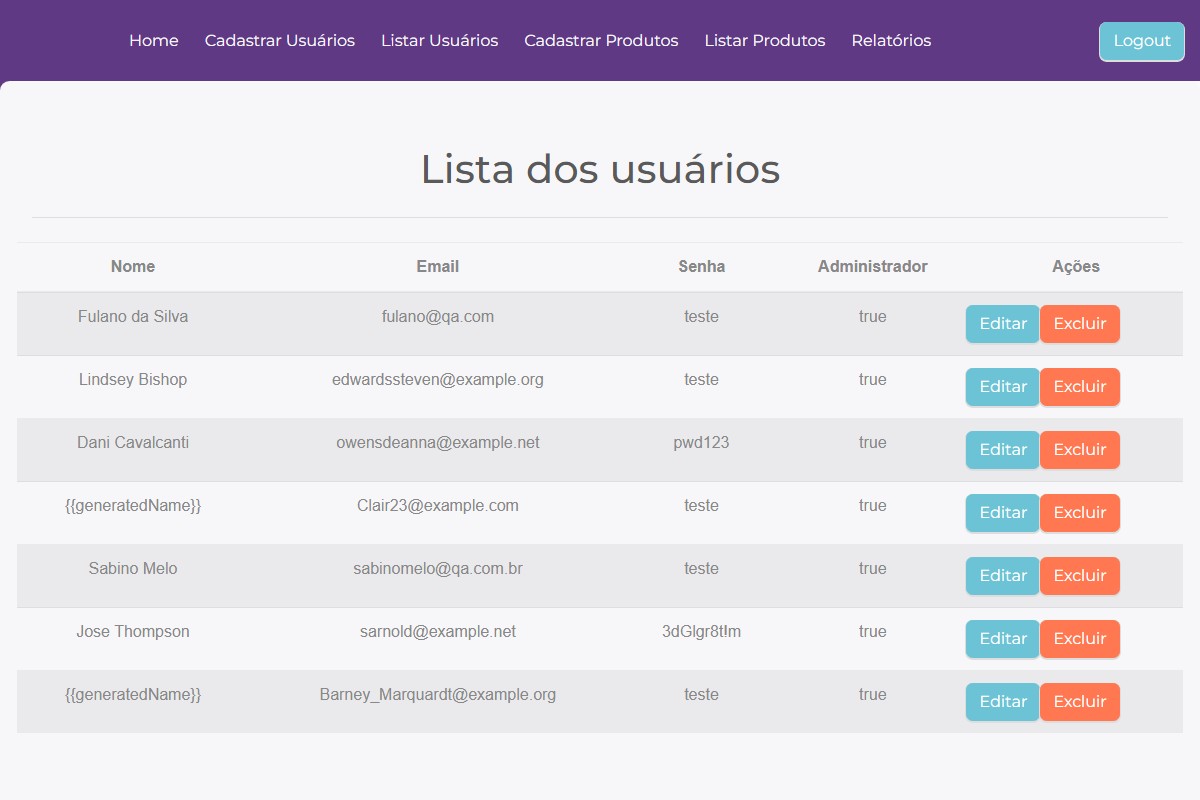 Home Cadastrar Usuários Listar Usuários Cadastrar Produtos Listar Produtos Relatórios Logout
Lista dos usuários
Nome Email Senha Administrador Ações
Fulano da Silva fulano@qa.com teste true Editar Excluir
Lindsey Bishop edwardssteven@example.org teste true Editar Excluir
Dani Cavalcanti owensdeanna@example.net pwd123 true Editar Excluir
{{generatedName}} Clair23@example.com teste true Editar Excluir
Sabino Melo sabinomelo@qa.com.br teste true Editar Excluir
Jose Thompson sarnold@example.net true Editar Excluir
{{generatedName}} Barney_Marquardt@example.org teste true Editar Excluir